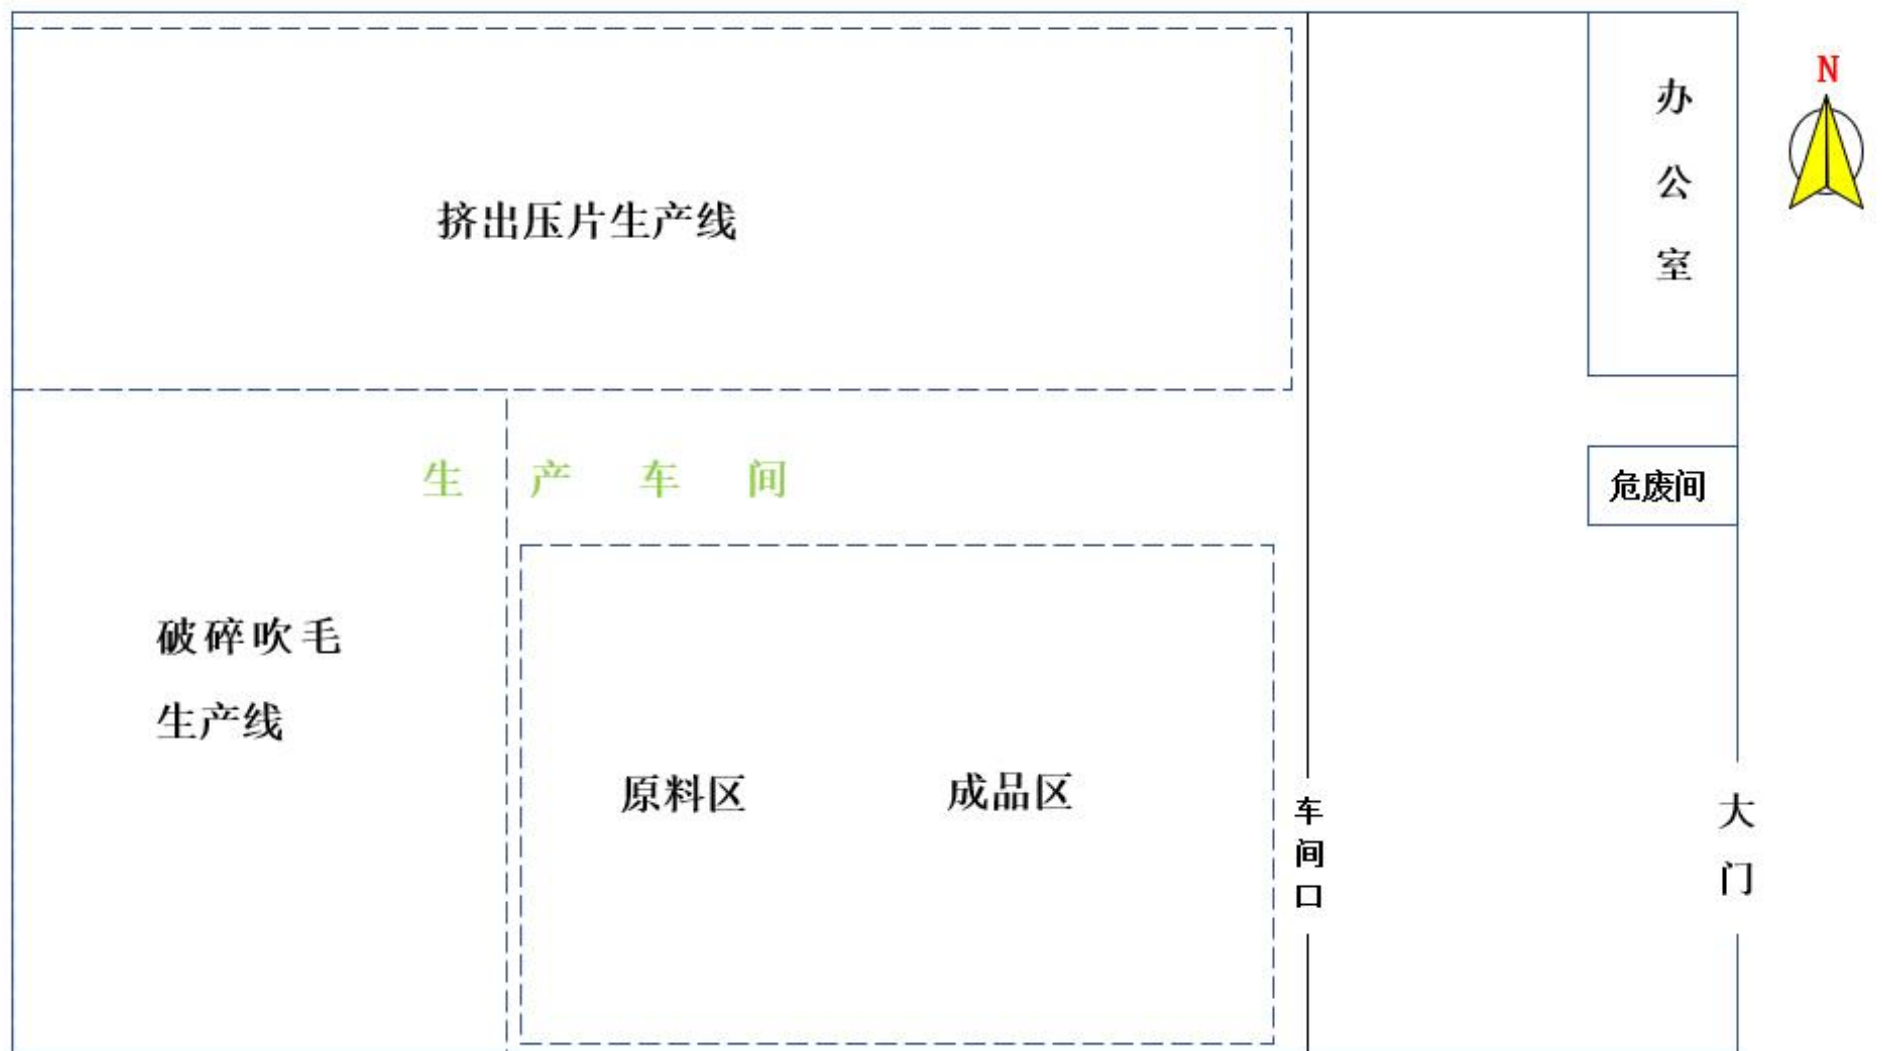 N
办公室
挤出压片生产线
生产车间
危废间
破碎吹毛
生产线
原料区
成品区
车间口
大门